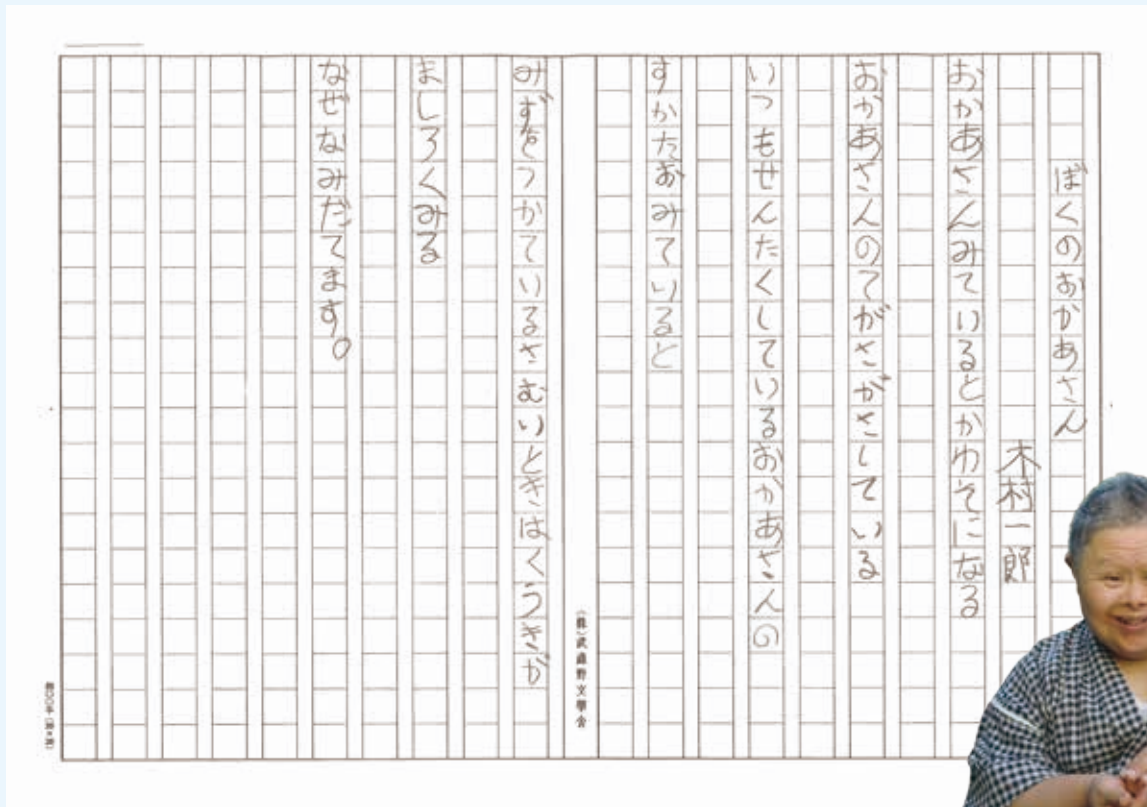 ぼくのおかあさん
木村一郎
おかあさんみているとかわそになる
おかあさんのてがさがさしている
いつもせんたくしているおかあさんの
すかたおみていると
みずをつかているさむいときはくうきが
ましろくみる
なぜなみだてます。
(株)武蔵野文學舎